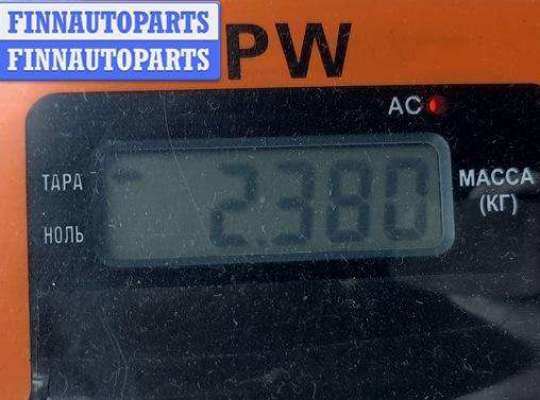 FINNAUTOPARTS
FINNAUTOPARTS
PW
AC
ТАРА
2.380
МАССА
(КГ)
НОЛЬ